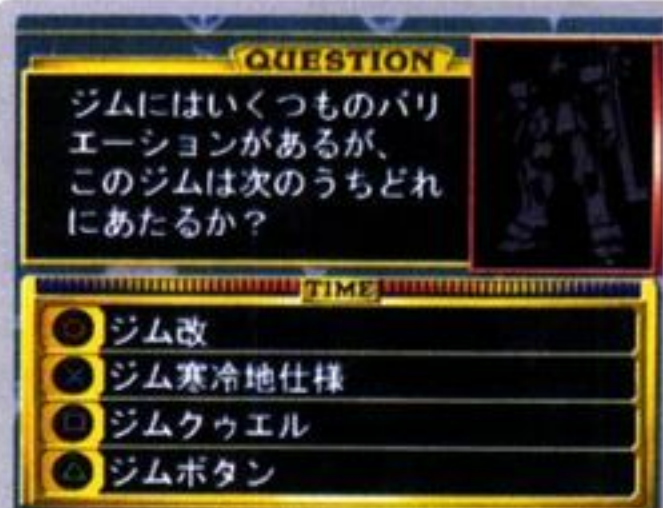 QUESTION
ジムにはいくつものバリ
エーションがあるが、
このジムは次のうちどれ
にあたるか？
TIME
ジム改
ジム寒冷地仕様
ジムクゥエル
ジムボタン